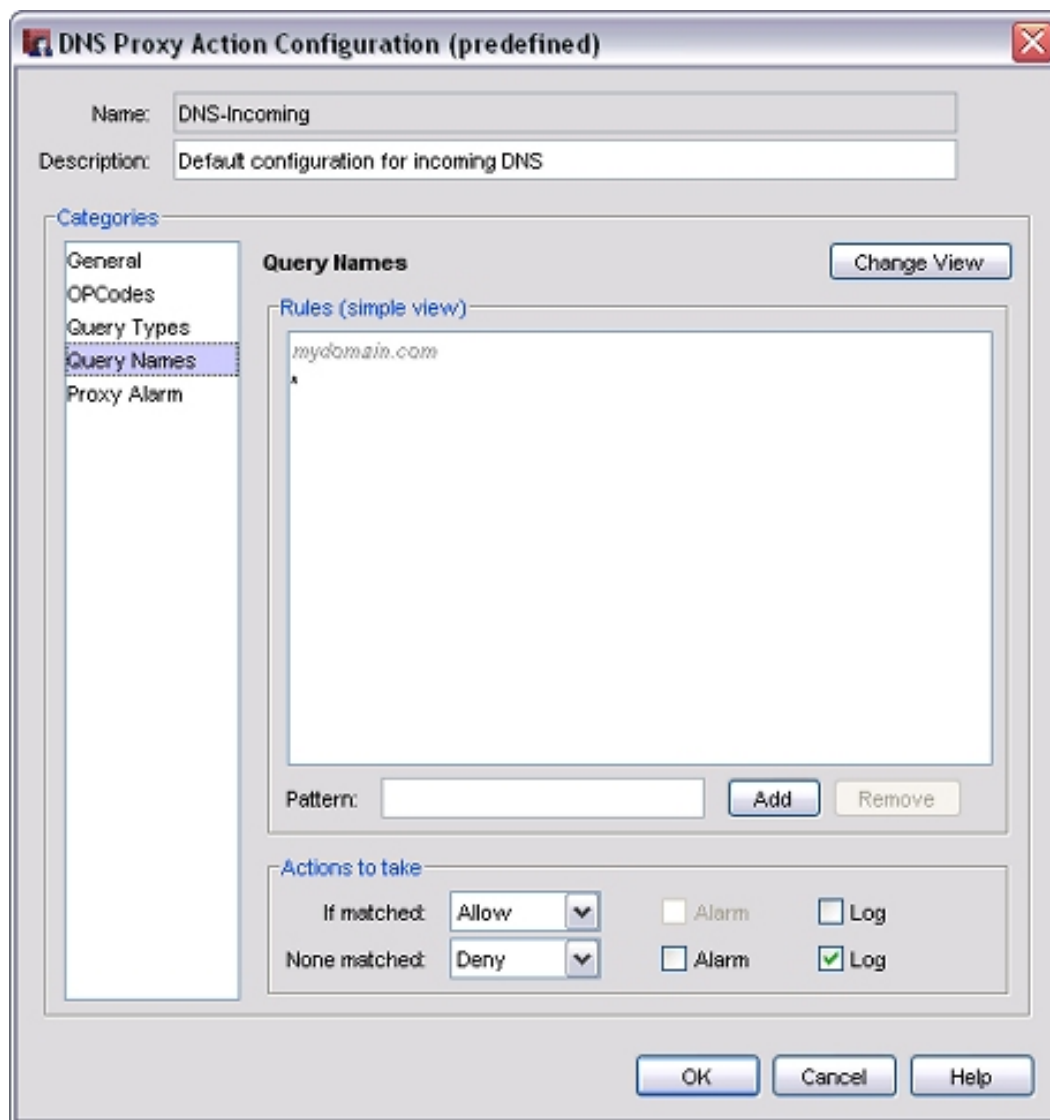 DNS Proxy Action Configuration (predefined)
Name: DNS-Incoming
Description: Default configuration for incoming DNS
Categories
General
OPCodes
Query Types
Query Names
Proxy Alarm
Query Names
Change View
Rules (simple view)
mydomain.com
*
Pattern:
Add
Remove
Actions to take
If matched: Allow Alarm Log
None matched: Deny Alarm Log
OK
Cancel
Help